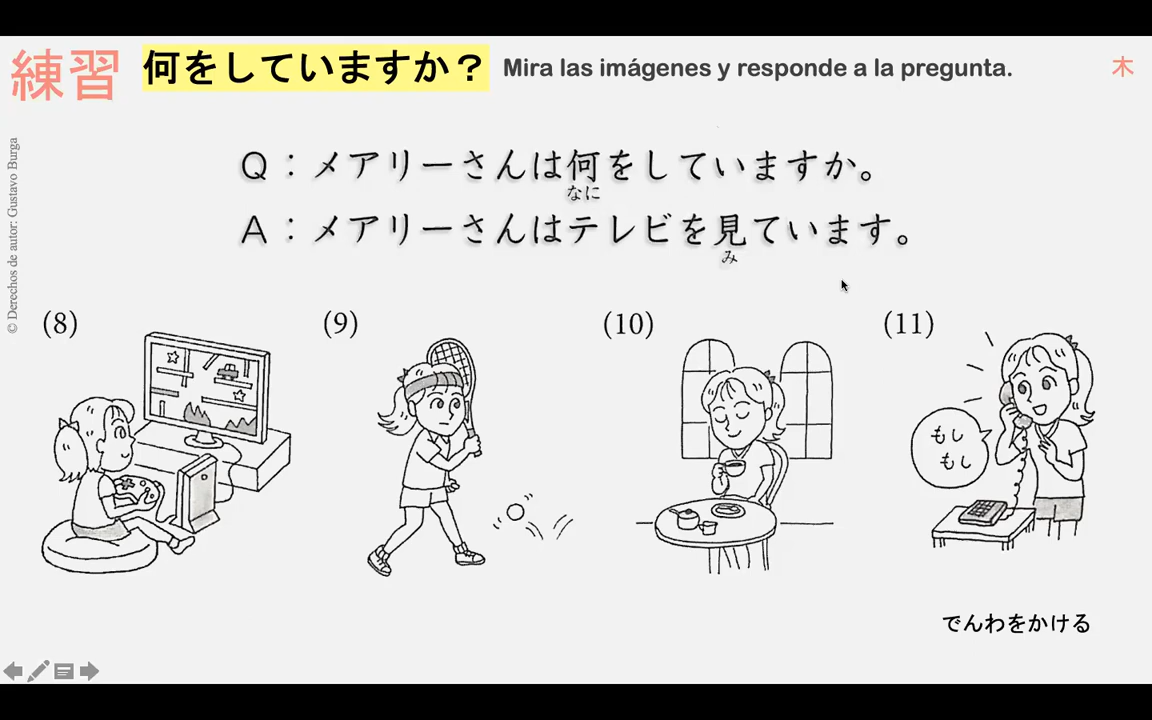 練習 何をしていますか？ Mira las imágenes y responde a la pregunta. 木
© Derechos de autor: Gustavo Burga
Q：メアリーさんは何をしていますか。
なに
A：メアリーさんはテレビを見ています。
み
(8) (9) (10) (11)
もし
もし
でんわをかける